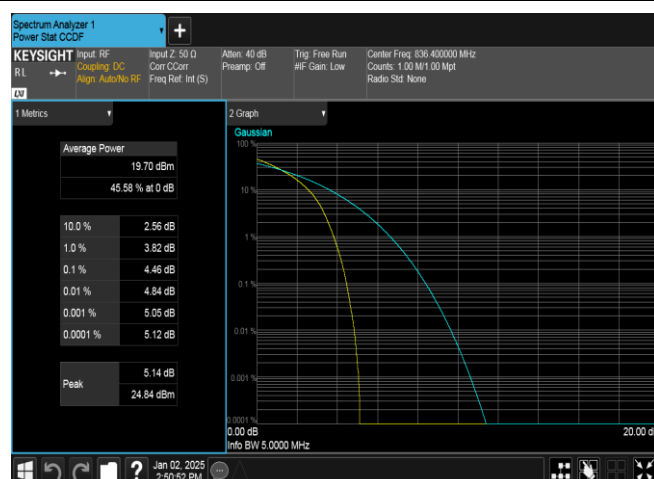 Spectrum Analyzer 1
Power Stat CCDF
+
KEYSIGHT
RL
LXI
Input: RF
Coupling: DC
Align: Auto/No RF
Input Z: 50 Ω
Corr CCorr
Freq Ref: Int (S)
Atten: 40 dB
Preamp: Off
Trig: Free Run
#IF Gain: Low
Center Freq: 836.400000 MHz
Counts: 1.00 M/1.00 Mpt
Radio Std: None
1 Metrics
Average Power
19.70 dBm
45.58 % at 0 dB
10.0 % 2.56 dB
1.0 % 3.82 dB
0.1 % 4.46 dB
0.01 % 4.84 dB
0.001 % 5.05 dB
0.0001 % 5.12 dB
Peak
5.14 dB
24.84 dBm
2 Graph
Gaussian
100 %
10 %
1 %
0.1 %
0.01 %
0.001 %
0.0001 %
0.00 dB
20.00 d
Info BW 5.0000 MHz
?
Jan 02, 2025
2:50:52 PM